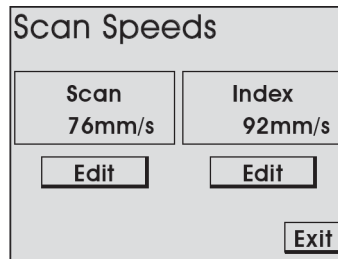 Scan Speeds
Scan Index
76mm/s 92mm/s
Edit Edit
Exit